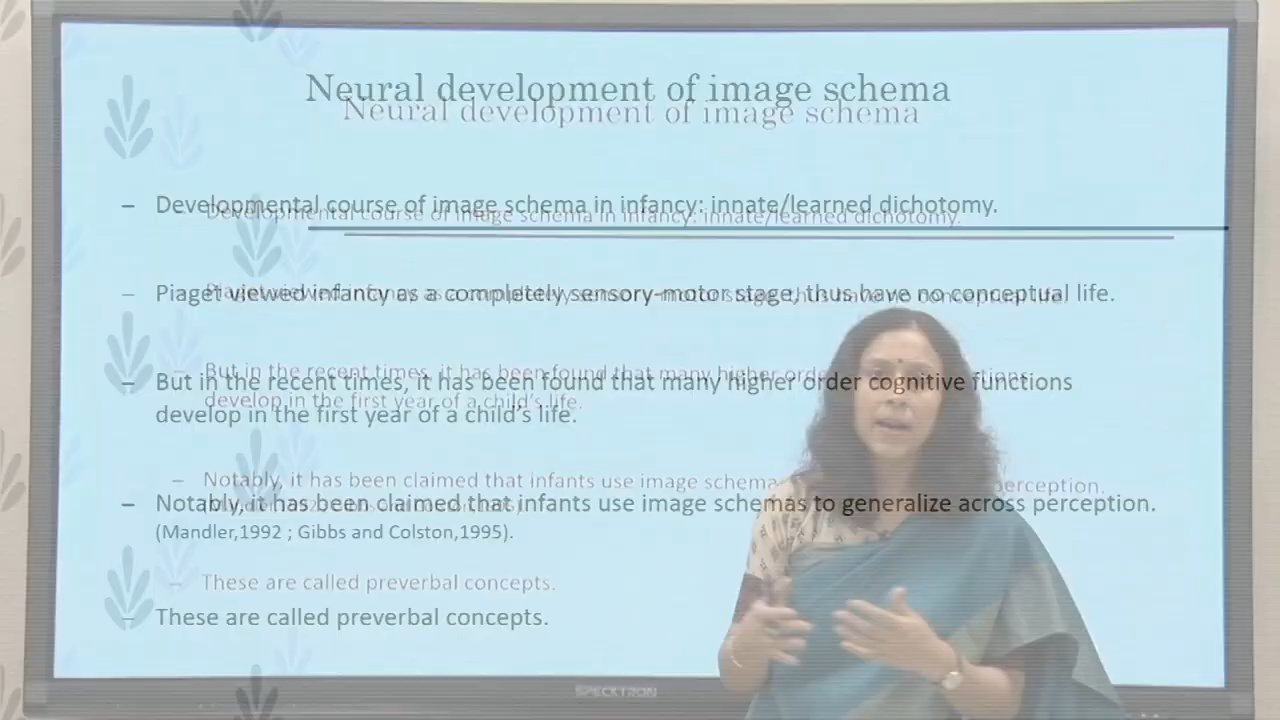 Neural development of image schema
– Developmental course of image schema in infancy: innate/learned dichotomy.
– Piaget viewed infancy as a completely sensory-motor stage, thus have no conceptual life.
– But in the recent times, it has been found that many higher order cognitive functions
develop in the first year of a child's life.
– Notably, it has been claimed that infants use image schemas to generalize across perception.
(Mandler,1992 ; Gibbs and Colston,1995).
– These are called preverbal concepts.
SPECKTRON